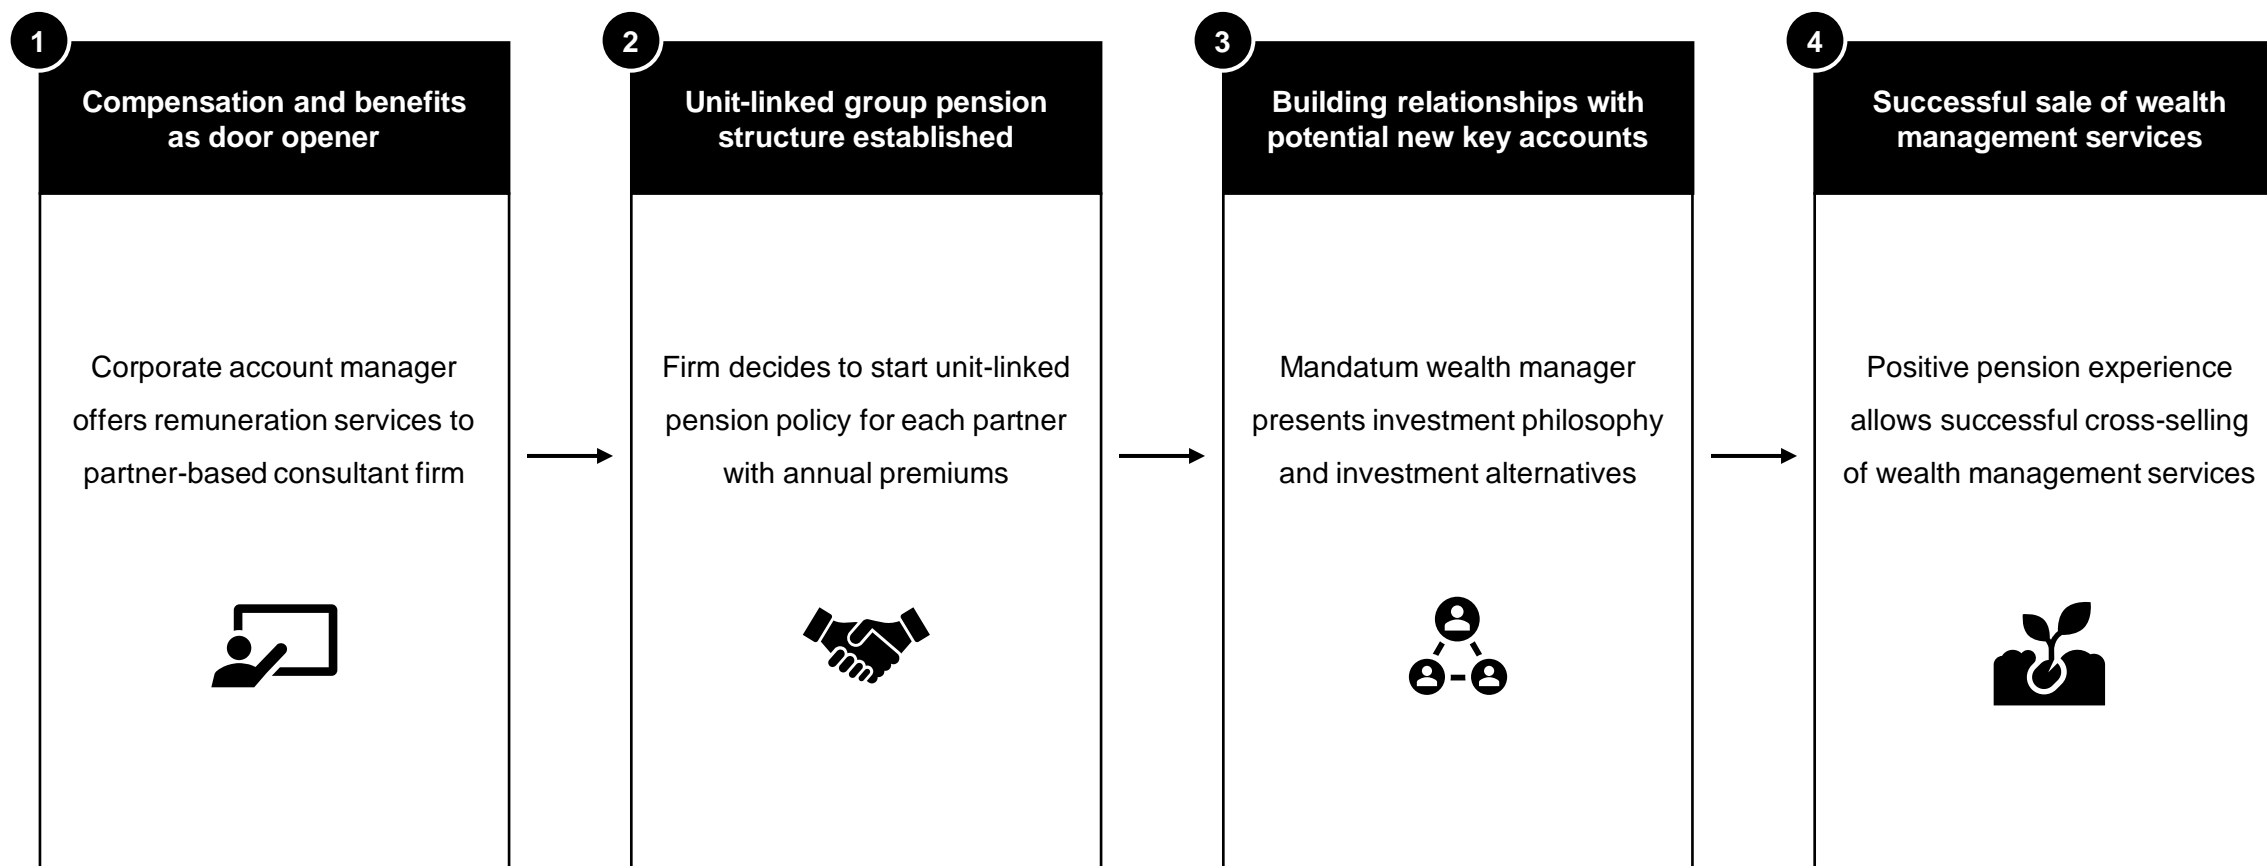 1
Compensation and benefits
as door opener
Corporate account manager
offers remuneration services to
partner-based consultant firm
2
Unit-linked group pension
structure established
Firm decides to start unit-linked
pension policy for each partner
with annual premiums
3
Building relationships with
potential new key accounts
Mandatum wealth manager
presents investment philosophy
and investment alternatives
4
Successful sale of wealth
management services
Positive pension experience
allows successful cross-selling
of wealth management services